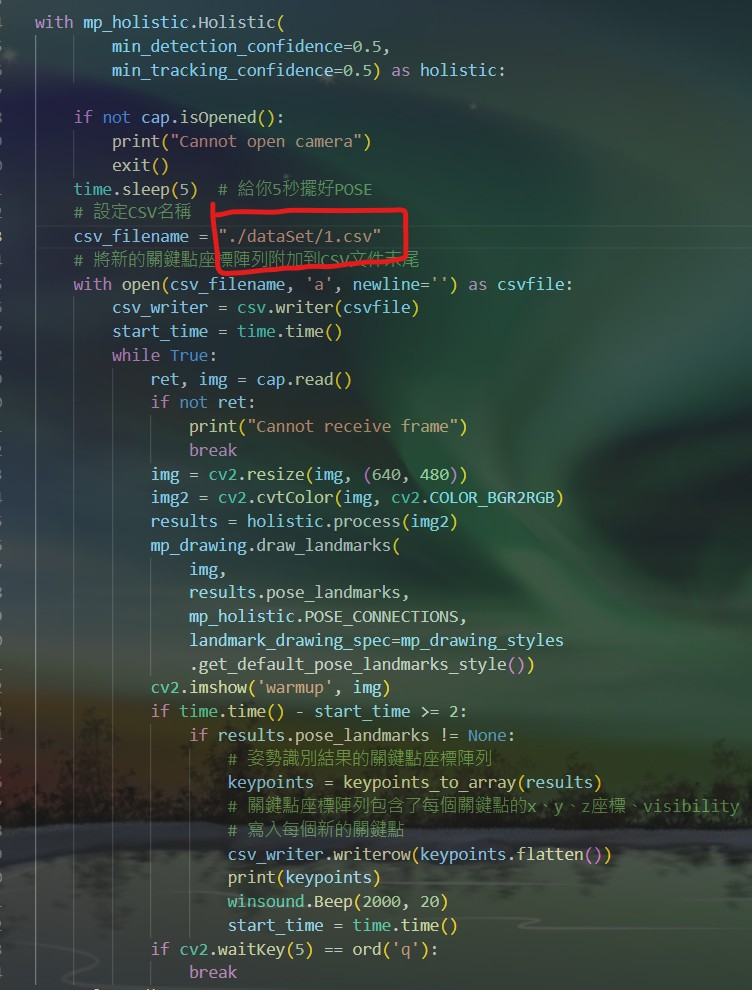 with mp_holistic.Holistic(
min_detection_confidence=0.5,
min_tracking_confidence=0.5) as holistic:
if not cap.isOpened():
print("Cannot open camera")
exit()
time.sleep(5)  # 給你5秒擺好POSE
# 設定CSV名稱
csv_filename = "./dataSet/1.csv"
# 將新的關鍵點座標陣列附加到CSV文件末尾
with open(csv_filename, 'a', newline='') as csvfile:
csv_writer = csv.writer(csvfile)
start_time = time.time()
while True:
ret, img = cap.read()
if not ret:
print("Cannot receive frame")
break
img = cv2.resize(img, (640, 480))
img2 = cv2.cvtColor(img, cv2.COLOR_BGR2RGB)
results = holistic.process(img2)
mp_drawing.draw_landmarks(
img,
results.pose_landmarks,
mp_holistic.POSE_CONNECTIONS,
landmark_drawing_spec=mp_drawing_styles
.get_default_pose_landmarks_style())
cv2.imshow('warmup', img)
if time.time() - start_time >= 2:
if results.pose_landmarks != None:
# 姿勢識別結果的關鍵點座標陣列
keypoints = keypoints_to_array(results)
# 關鍵點座標陣列包含了每個關鍵點的x、y、z座標、visibility
# 寫入每個新的關鍵點
csv_writer.writerow(keypoints.flatten())
print(keypoints)
winsound.Beep(2000, 20)
start_time = time.time()
if cv2.waitKey(5) == ord('q'):
break